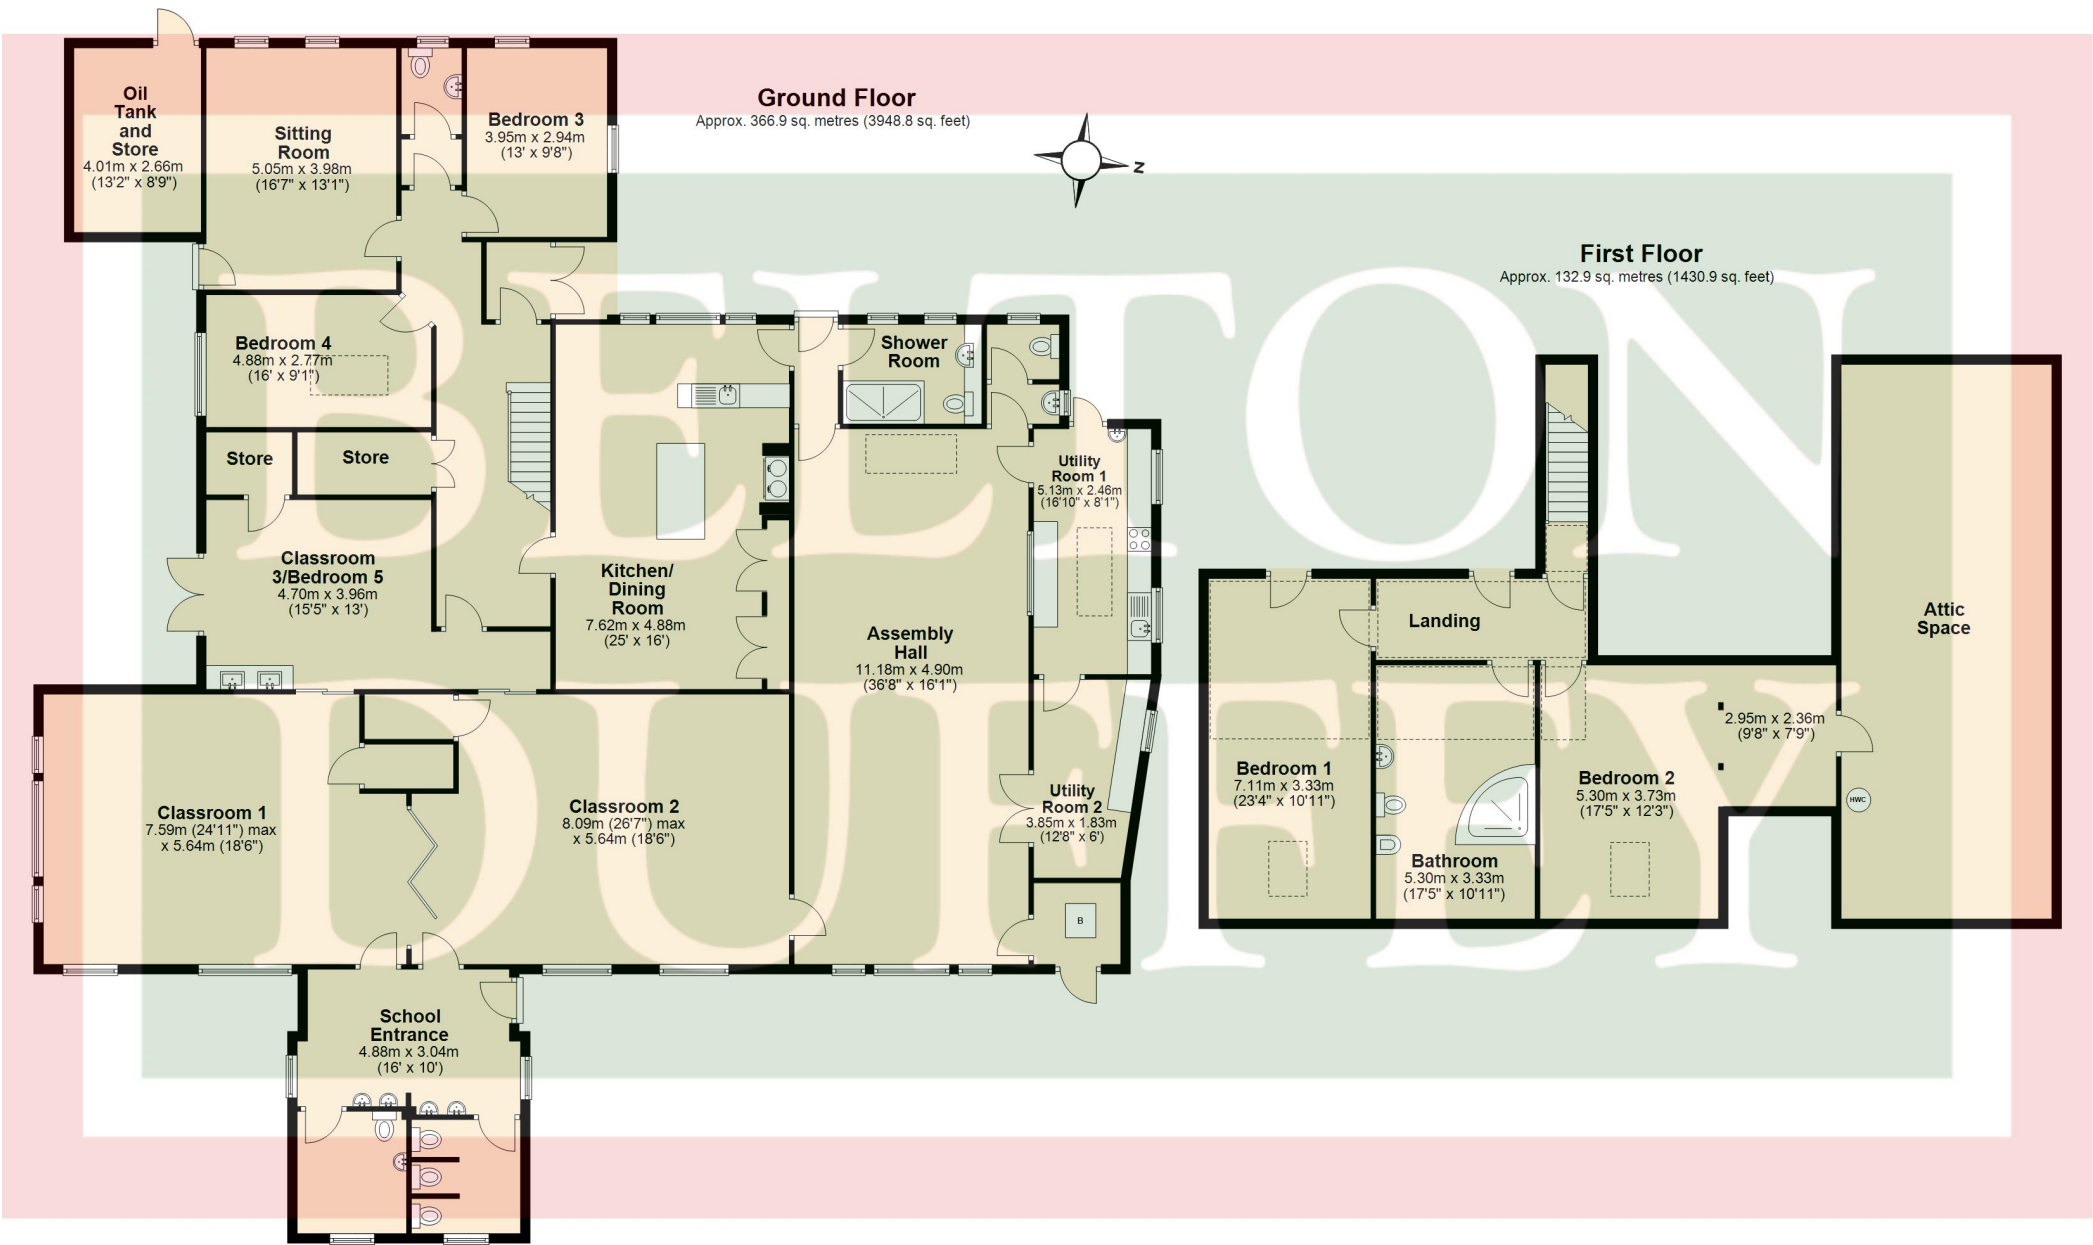 Ground Floor
Approx. 366.9 sq. metres (3948.8 sq. feet)
Oil
Tank
and
Store
4.01m x 2.66m
(13'2" x 8'9")
Sitting
Room
5.05m x 3.98m
(16'7" x 13'1")
Bedroom 3
3.95m x 2.94m
(13' x 9'8")
N
Bedroom 4
4.88m x 2.77m
(16' x 9'1")
Shower
Room
Store
Store
Utility
Room 1
5.13m x 2.46m
(16'10" x 8'1")
Classroom
3/Bedroom 5
4.70m x 3.96m
(15'5" x 13')
Kitchen/
Dining
Room
7.62m x 4.88m
(25' x 16')
Assembly
Hall
11.18m x 4.90m
(36'8" x 16'1")
Classroom 1
7.59m (24'11") max
x 5.64m (18'6")
Classroom 2
8.09m (26'7") max
x 5.64m (18'6")
Utility
Room 2
3.85m x 1.83m
(12'8" x 6')
B
School
Entrance
4.88m x 3.04m
(16' x 10')
First Floor
Approx. 132.9 sq. metres (1430.9 sq. feet)
Landing
Attic
Space
2.95m x 2.36m
(9'8" x 7'9")
Bedroom 1
7.11m x 3.33m
(23'4" x 10'11")
Bedroom 2
5.30m x 3.73m
(17'5" x 12'3")
HWC
Bathroom
5.30m x 3.33m
(17'5" x 10'11")
BELTON
DUFFEY